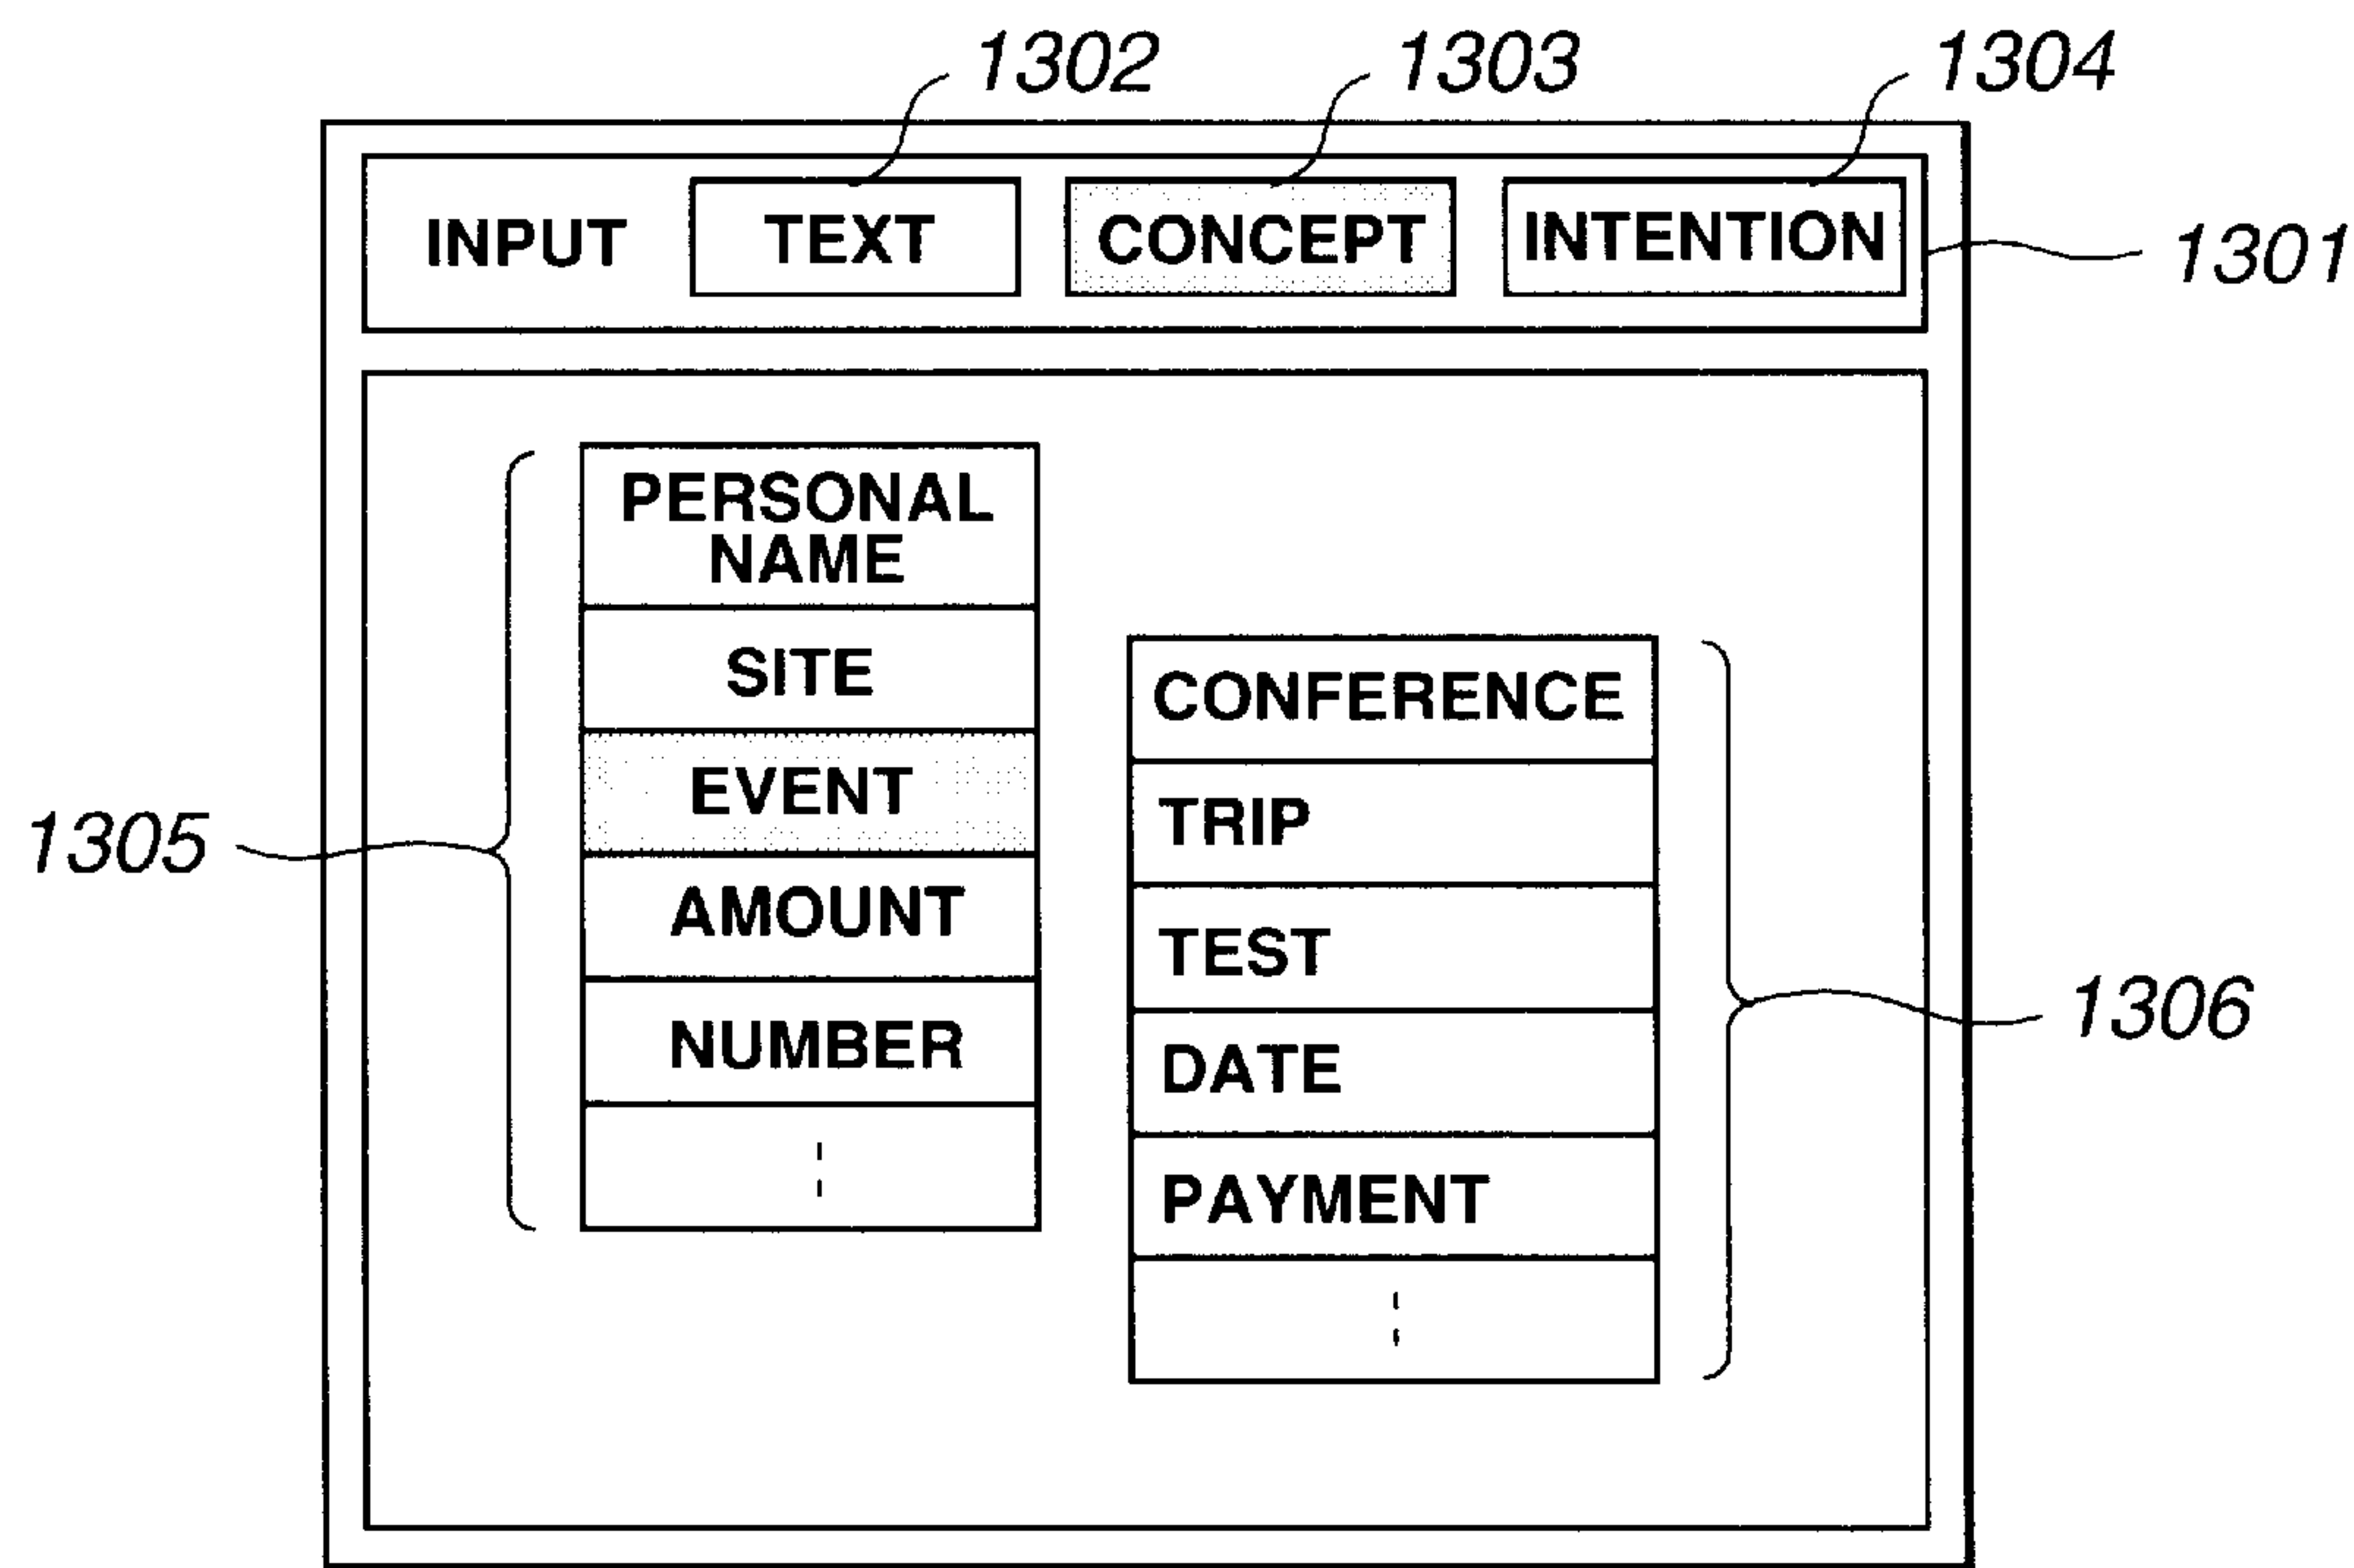 1302
1303
1304
INPUT TEXT CONCEPT INTENTION
1301
PERSONAL
NAME
SITE
EVENT
AMOUNT
NUMBER
1305
CONFERENCE
TRIP
TEST
DATE
PAYMENT
1306